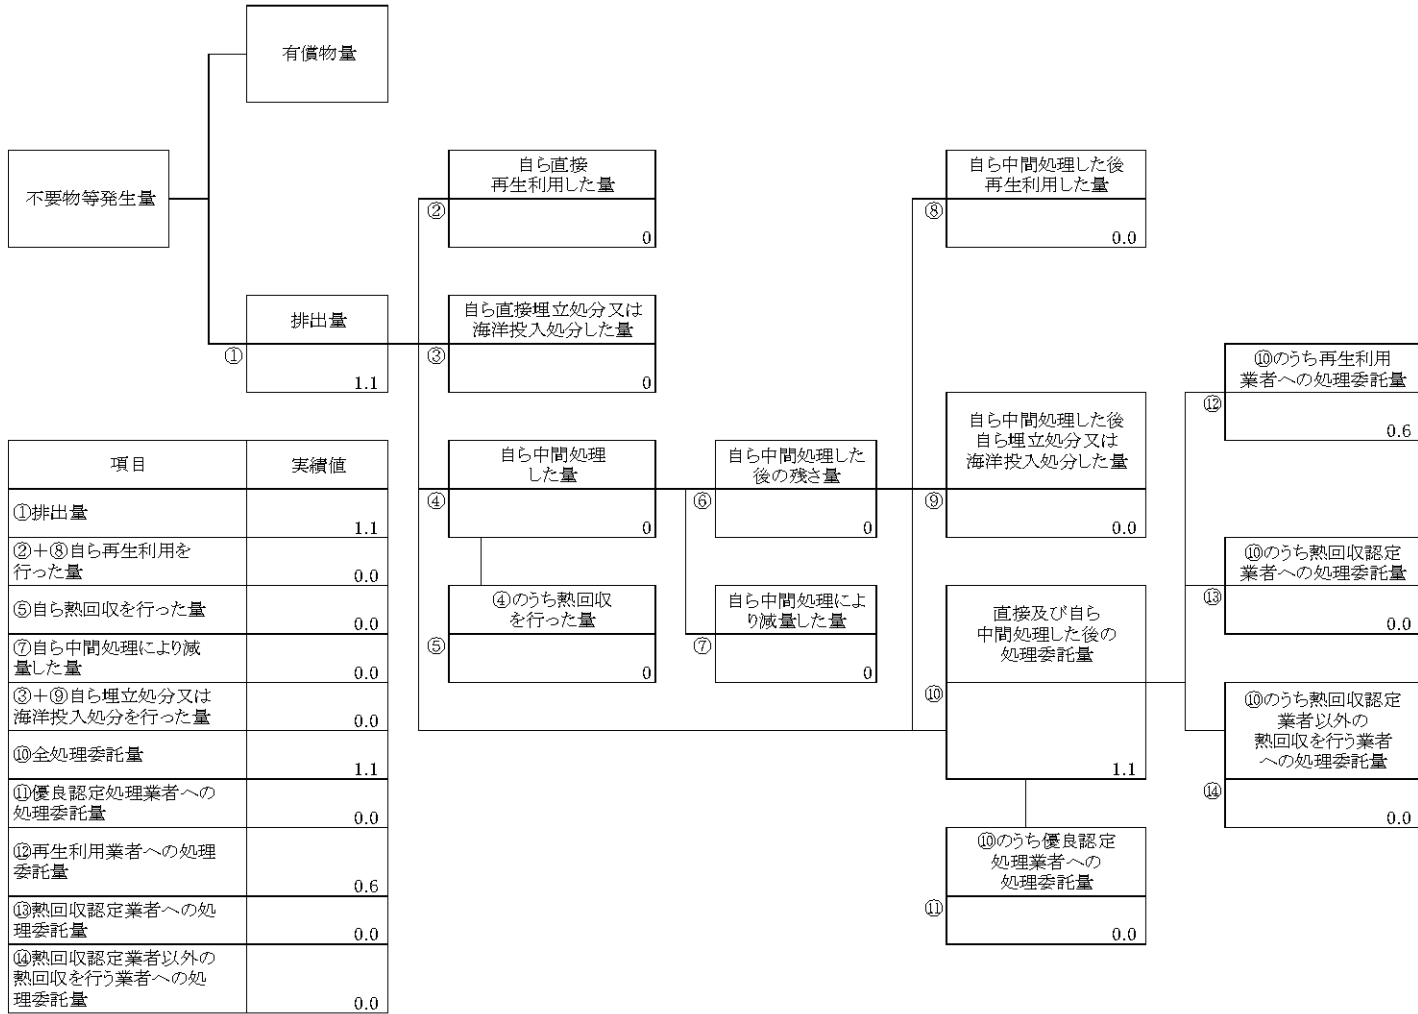 有償物量
不要物等発生量
自ら直接
再生利用した量
②
0
自ら中間処理した後
再生利用した量
⑧
0.0
排出量
①
1.1
自ら直接埋立処分又は
海洋投入処分した量
③
0
⑩のうち再生利用
業者への処理委託量
⑫
0.6
自ら中間処理
した量
④
0
自ら中間処理した
後の残さ量
⑥
0
自ら中間処理した後
自ら埋立処分又は
海洋投入処分した量
⑨
0.0
⑩のうち熱回収認定
業者への処理委託量
⑬
0.0
④のうち熱回収
を行った量
⑤
0
自ら中間処理によ
り減量した量
⑦
0
直接及び自ら
中間処理した後の
処理委託量
⑩
1.1
⑩のうち熱回収認定
業者以外の
熱回収を行う業者
への処理委託量
⑭
0.0
⑩のうち優良認定
処理業者への
処理委託量
⑪
0.0
項目 実績値
①排出量
1.1
②+⑧自ら再生利用を
行った量
0.0
⑤自ら熱回収を行った量
0.0
⑦自ら中間処理により減
量した量
0.0
③+⑨自ら埋立処分又は
海洋投入処分を行った量
0.0
⑩全処理委託量
1.1
⑪優良認定処理業者への
処理委託量
0.0
⑫再生利用業者への処理
委託量
0.6
⑬熱回収認定業者への処
理委託量
0.0
⑭熱回収認定業者以外の
熱回収を行う業者への処
理委託量
0.0